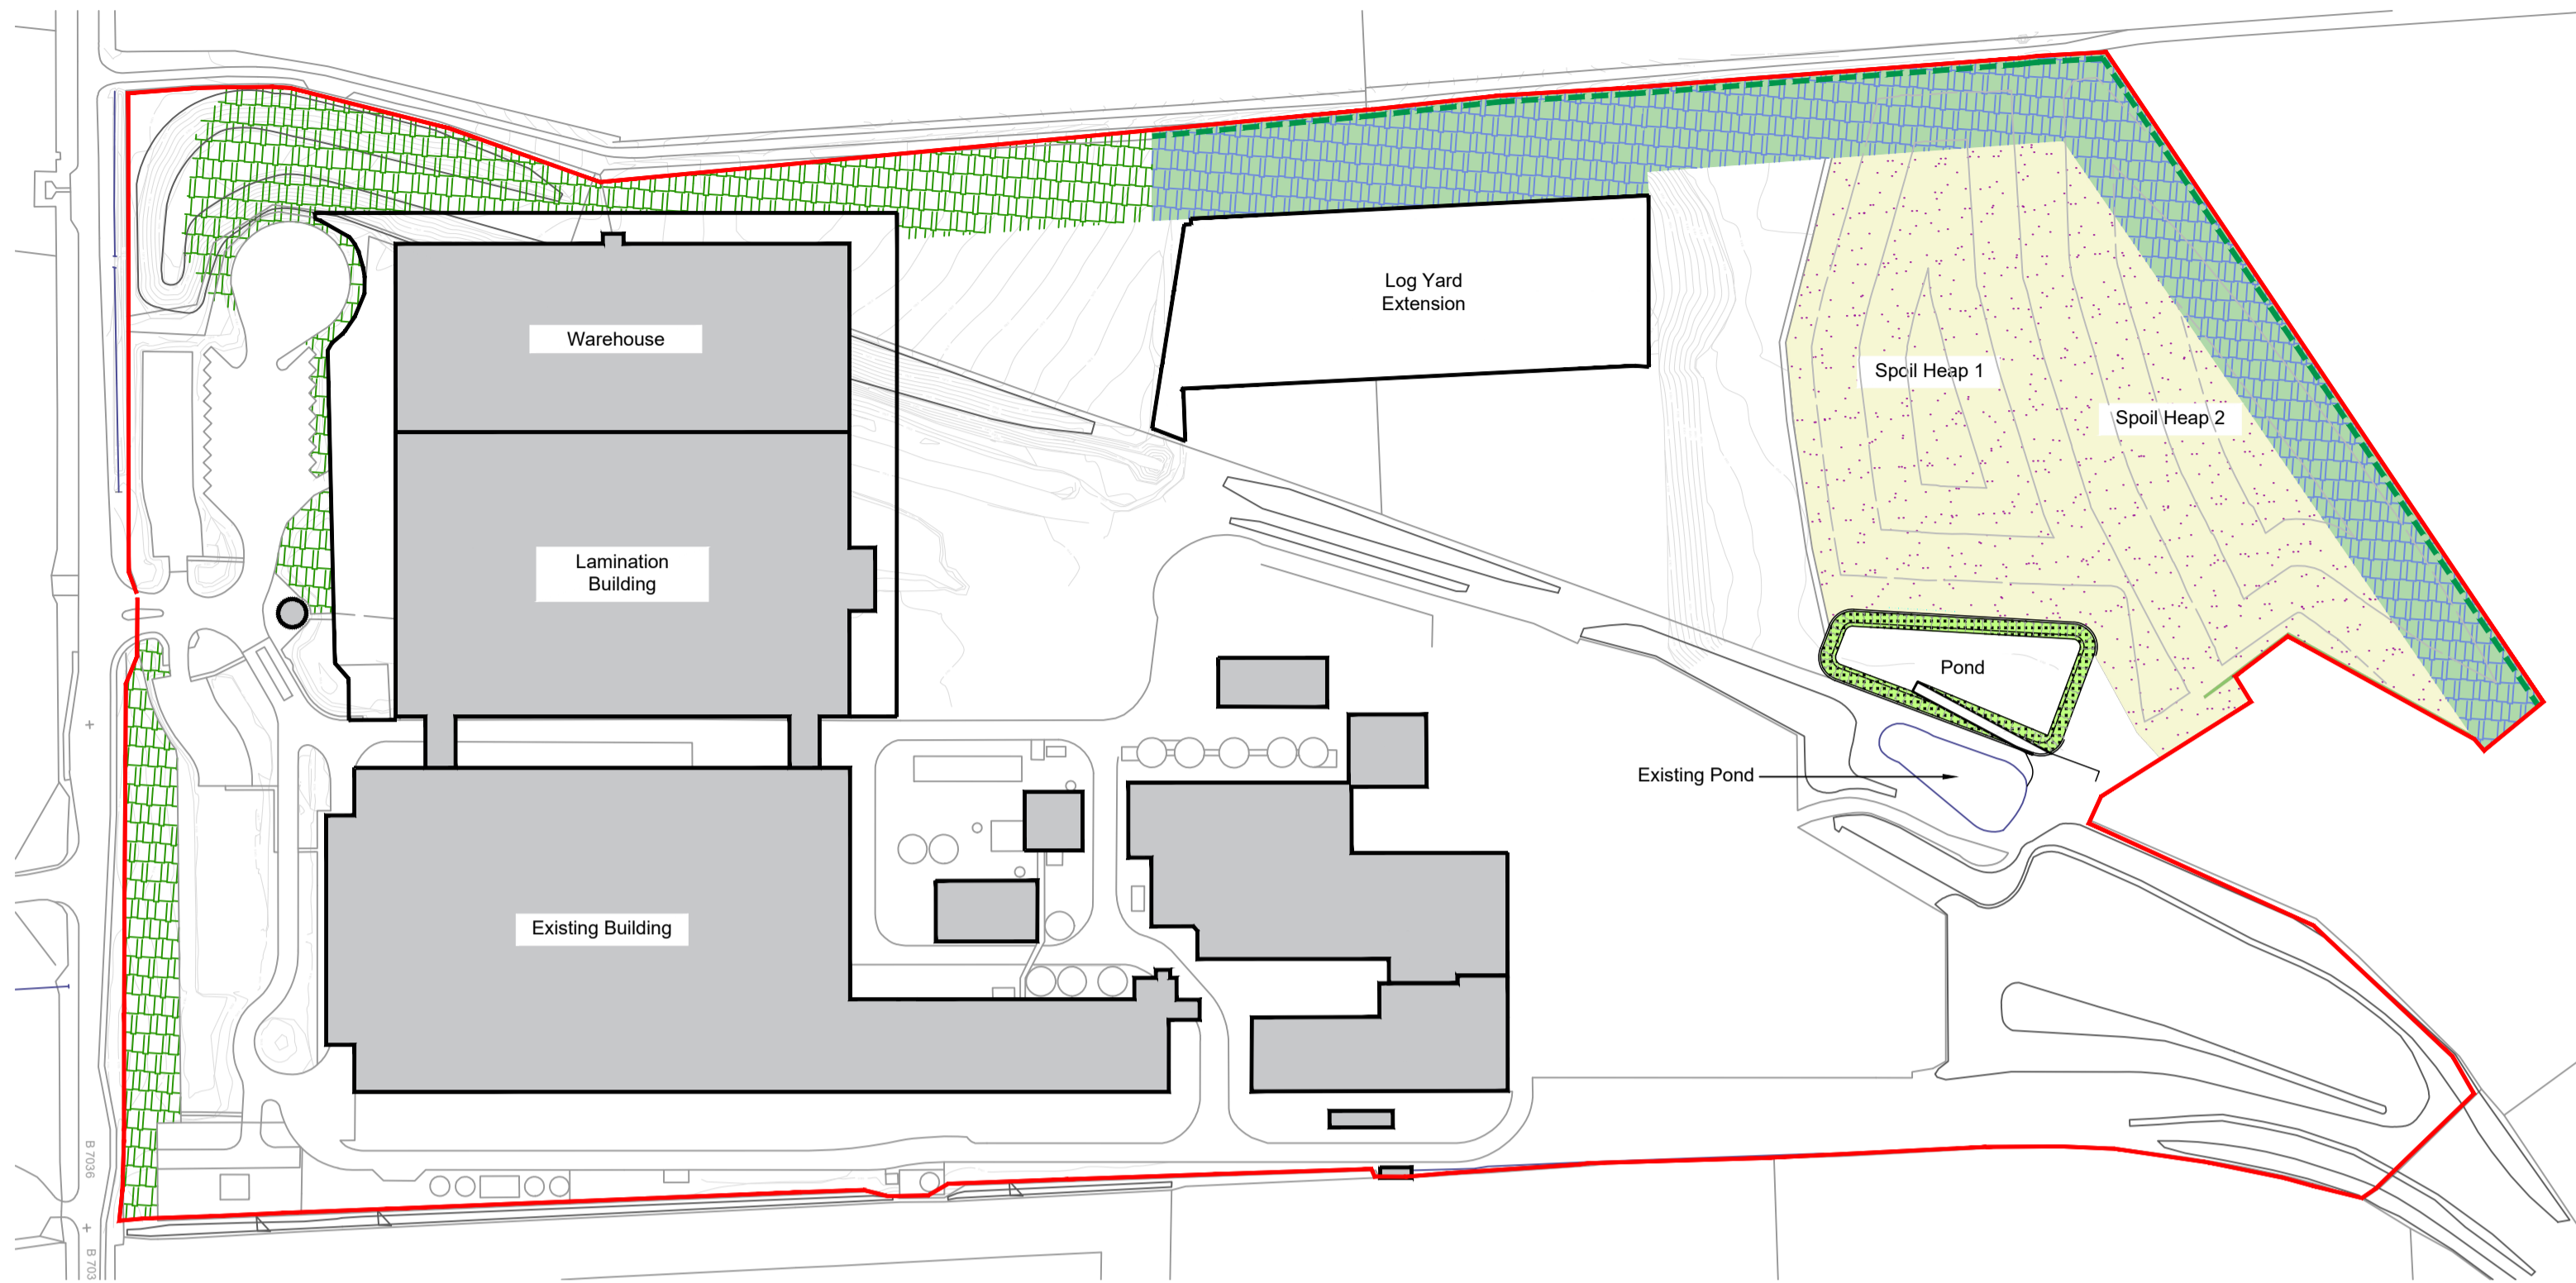 Log Yard
Extension
Warehouse
Spoil Heap 1
Spoil Heap 2
Lamination
Building
Pond
Existing Pond
Existing Building
B 7036
B 703